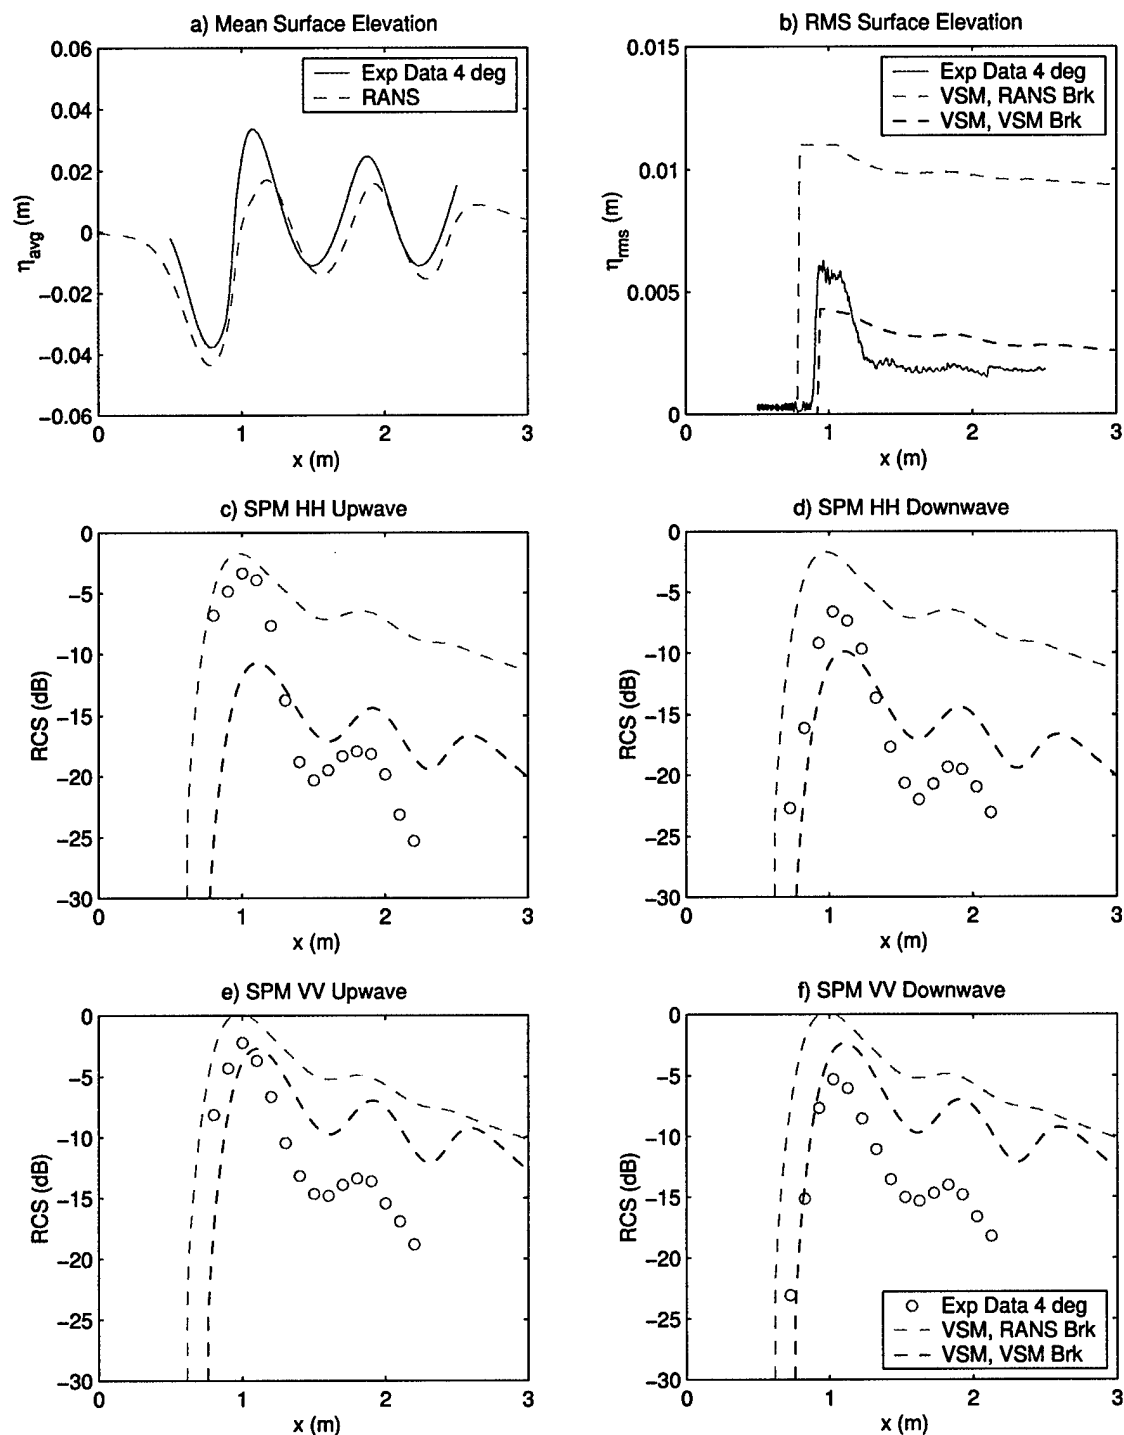 a) Mean Surface Elevation
0.06
0.04
0.02
0
−0.02
−0.04
−0.06
η_avg (m)
Exp Data 4 deg
RANS
0 1 2 3
x (m)
b) RMS Surface Elevation
0.015
0.01
0.005
0
η_rms (m)
Exp Data 4 deg
VSM, RANS Brk
VSM, VSM Brk
0 1 2 3
x (m)
c) SPM HH Upwave
0
−5
−10
−15
−20
−25
−30
RCS (dB)
0 1 2 3
x (m)
d) SPM HH Downwave
0
−5
−10
−15
−20
−25
−30
RCS (dB)
0 1 2 3
x (m)
e) SPM VV Upwave
0
−5
−10
−15
−20
−25
−30
RCS (dB)
0 1 2 3
x (m)
f) SPM VV Downwave
0
−5
−10
−15
−20
−25
−30
RCS (dB)
Exp Data 4 deg
VSM, RANS Brk
VSM, VSM Brk
0 1 2 3
x (m)